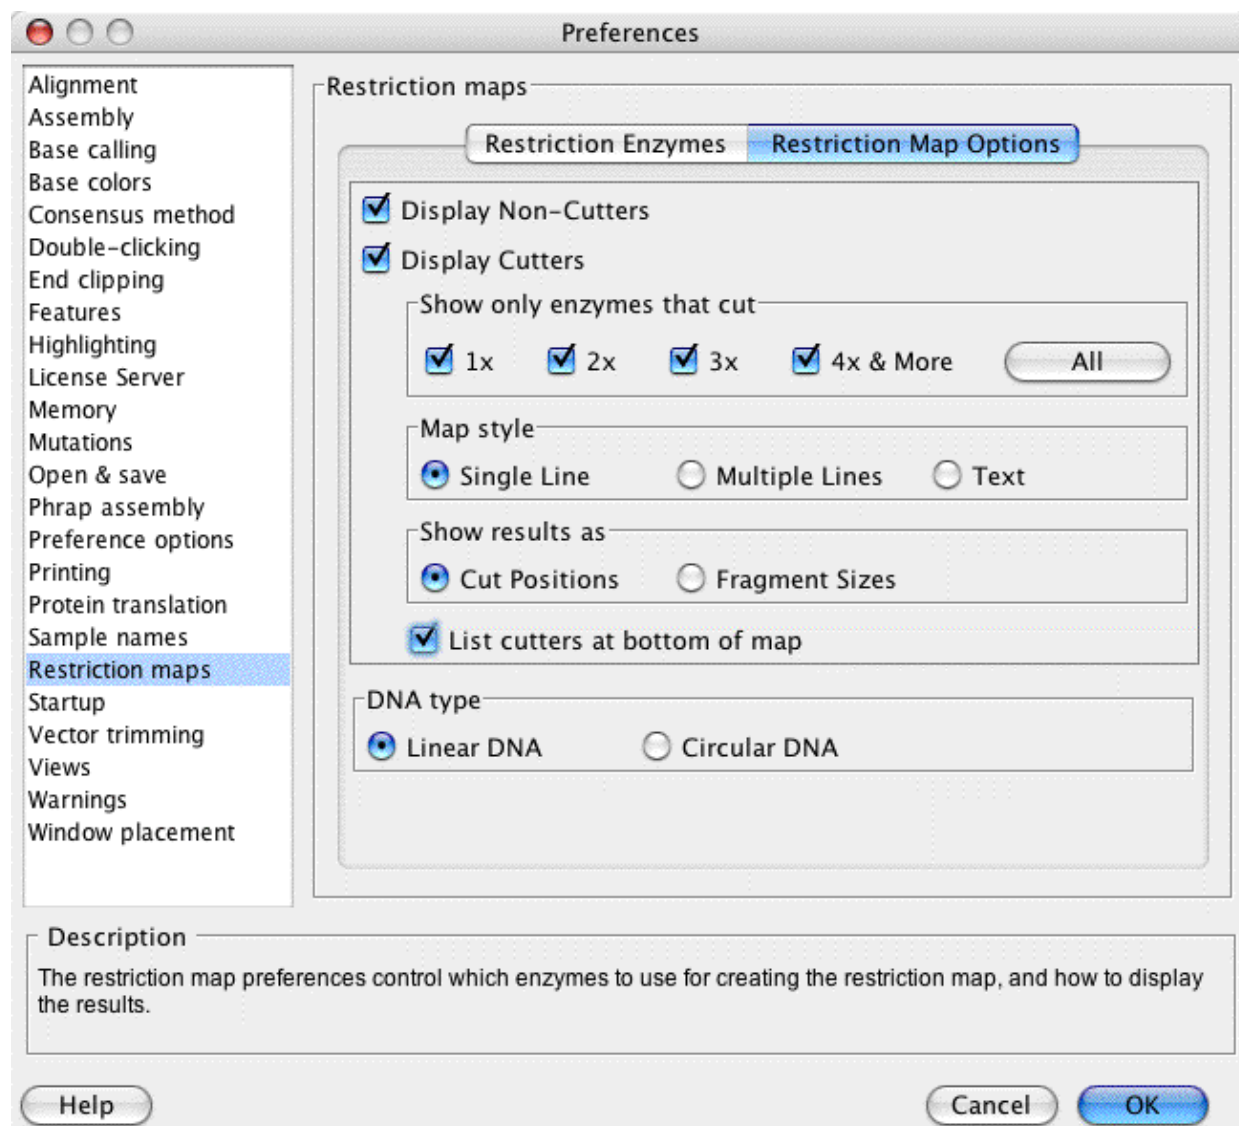 Preferences
Alignment
Assembly
Base calling
Base colors
Consensus method
Double-clicking
End clipping
Features
Highlighting
License Server
Memory
Mutations
Open & save
Phrap assembly
Preference options
Printing
Protein translation
Sample names
Restriction maps
Startup
Vector trimming
Views
Warnings
Window placement
Restriction maps
Restriction Enzymes Restriction Map Options
Display Non-Cutters
Display Cutters
Show only enzymes that cut
1x 2x 3x 4x & More All
Map style
Single Line Multiple Lines Text
Show results as
Cut Positions Fragment Sizes
List cutters at bottom of map
DNA type
Linear DNA Circular DNA
Description
The restriction map preferences control which enzymes to use for creating the restriction map, and how to display
the results.
Help Cancel OK